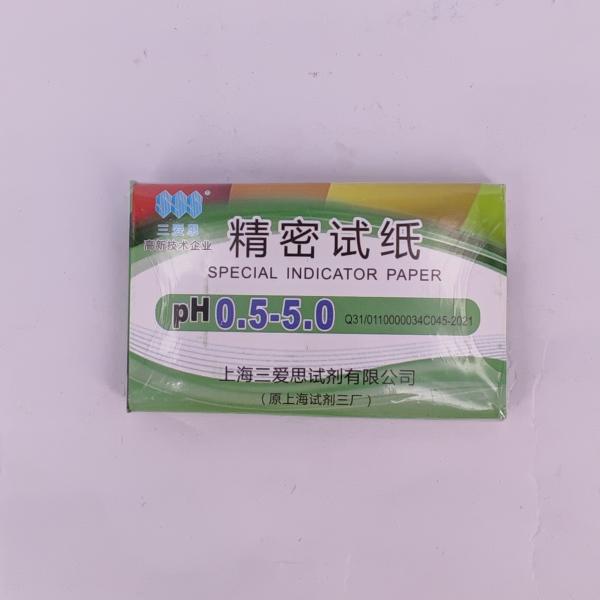 SSS®
三爱思
高新技术企业
精密试纸
SPECIAL INDICATOR PAPER
pH 0.5-5.0 Q31/0110000034C045-2021
上海三爱思试剂有限公司
（原上海试剂三厂）